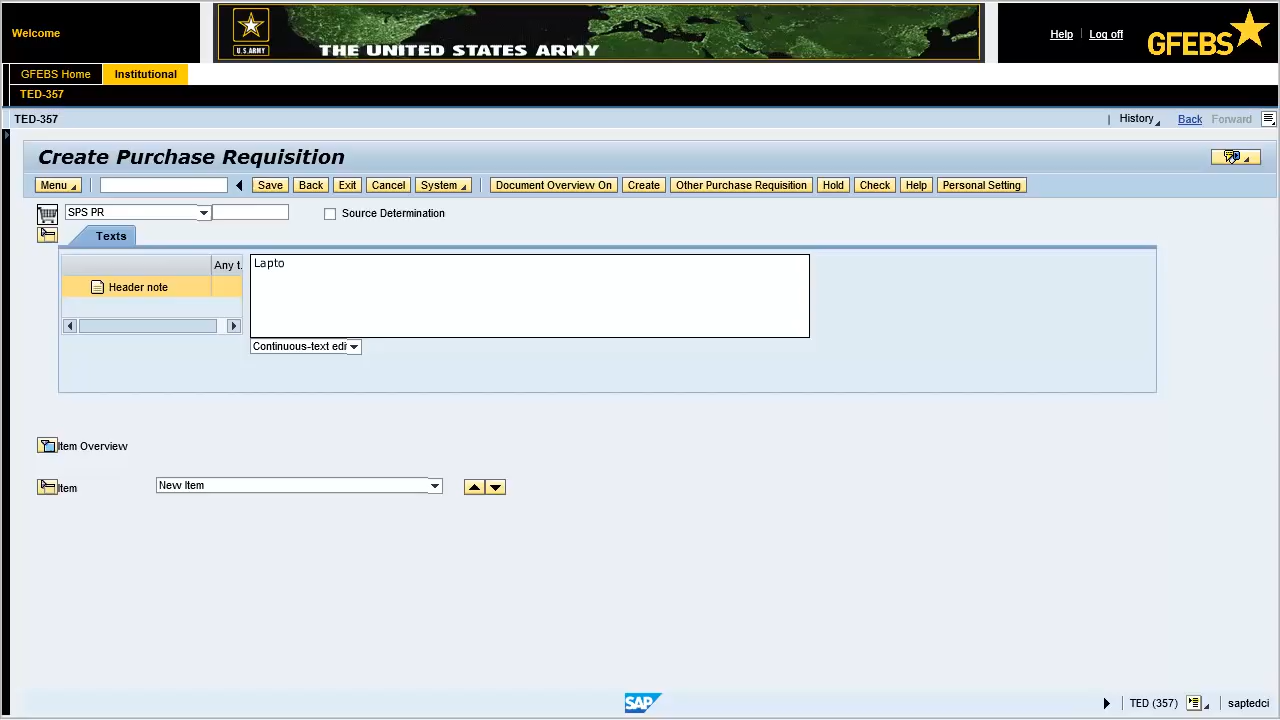 Welcome
U.S.ARMY
THE UNITED STATES ARMY
Help | Log off
GFEBS
GFEBS Home Institutional
TED-357
TED-357 | History Back Forward
Create Purchase Requisition
Menu Save Back Exit Cancel System Document Overview On Create Other Purchase Requisition Hold Check Help Personal Setting
SPS PR Source Determination
Texts
Any t. Lapto
Header note
Continuous-text edi
Item Overview
Item New Item
SAP TED (357) saptedci